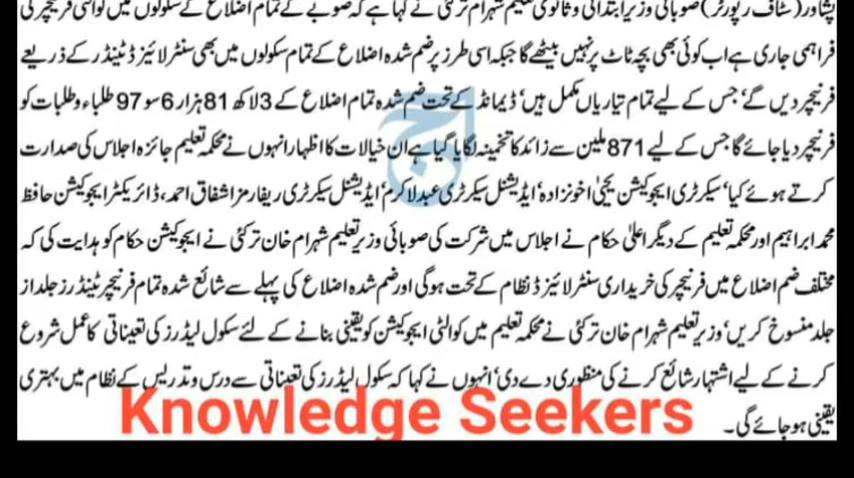 پشاور(سٹاف رپورٹر) صوبائی وزیر ابتدائی و ثانوی تعلیم شہرام ترکئی نے کہا ہے کہ صوبے کے تمام اضلاع کے سکولوں میں فرنیچر کی
فراہمی جاری ہے اب کوئی بھی بچہ ٹاٹ پر نہیں بیٹھے گا جبکہ اسی طرز پر ضم شدہ اضلاع کے تمام سکولوں میں بھی سنٹرلائیزڈ ٹینڈر کے ذریعے
فرنیچر دیں گے‘ جس کے لیے تمام تیاریاں مکمل ہیں‘ ڈیمانڈ کے تحت ضم شدہ تمام اضلاع کے 3لاکھ 81 ہزار 6سو 97 طلباء و طلبات کو
فرنیچر دیا جائے گا جس کے لیے 871 ملین سے زائد کا تخمینہ لگایا گیا ہے ان خیالات کا اظہار انہوں نے محکمہ تعلیم جائزہ اجلاس کی صدارت
کرتے ہوئے کیا‘ سیکرٹری ایجوکیشن یحییٰ اخونزادہ‘ ایڈیشنل سیکرٹری عبدالاکرم‘ ایڈیشنل سیکرٹری ریفارمز اشفاق احمد، ڈائریکٹر ایجوکیشن حافظ
محمد ابراہیم اور محکمہ تعلیم کے دیگر اعلیٰ حکام نے اجلاس میں شرکت کی صوبائی وزیر تعلیم شہرام خان ترکئی نے ایجوکیشن حکام کو ہدایت کی کہ
مختلف ضم اضلاع میں فرنیچر کی خریداری سنٹرلائیزڈ نظام کے تحت ہوگی اور ضم شدہ اضلاع کی پہلے سے شائع شدہ تمام فرنیچر ٹینڈرز جلد از
جلد منسوخ کریں‘ وزیر تعلیم شہرام خان ترکئی نے محکمہ تعلیم میں کوالٹی ایجوکیشن کو یقینی بنانے کے لئے سکول لیڈرز کی تعیناتی کا عمل شروع
کرنے کے لیے اشتہار شائع کرنے کی منظوری دے دی‘ انہوں نے کہا کہ سکول لیڈرز کی تعیناتی سے درس و تدریس کے نظام میں بہتری
یقینی ہو جائے گی۔
Knowledge Seekers
آج